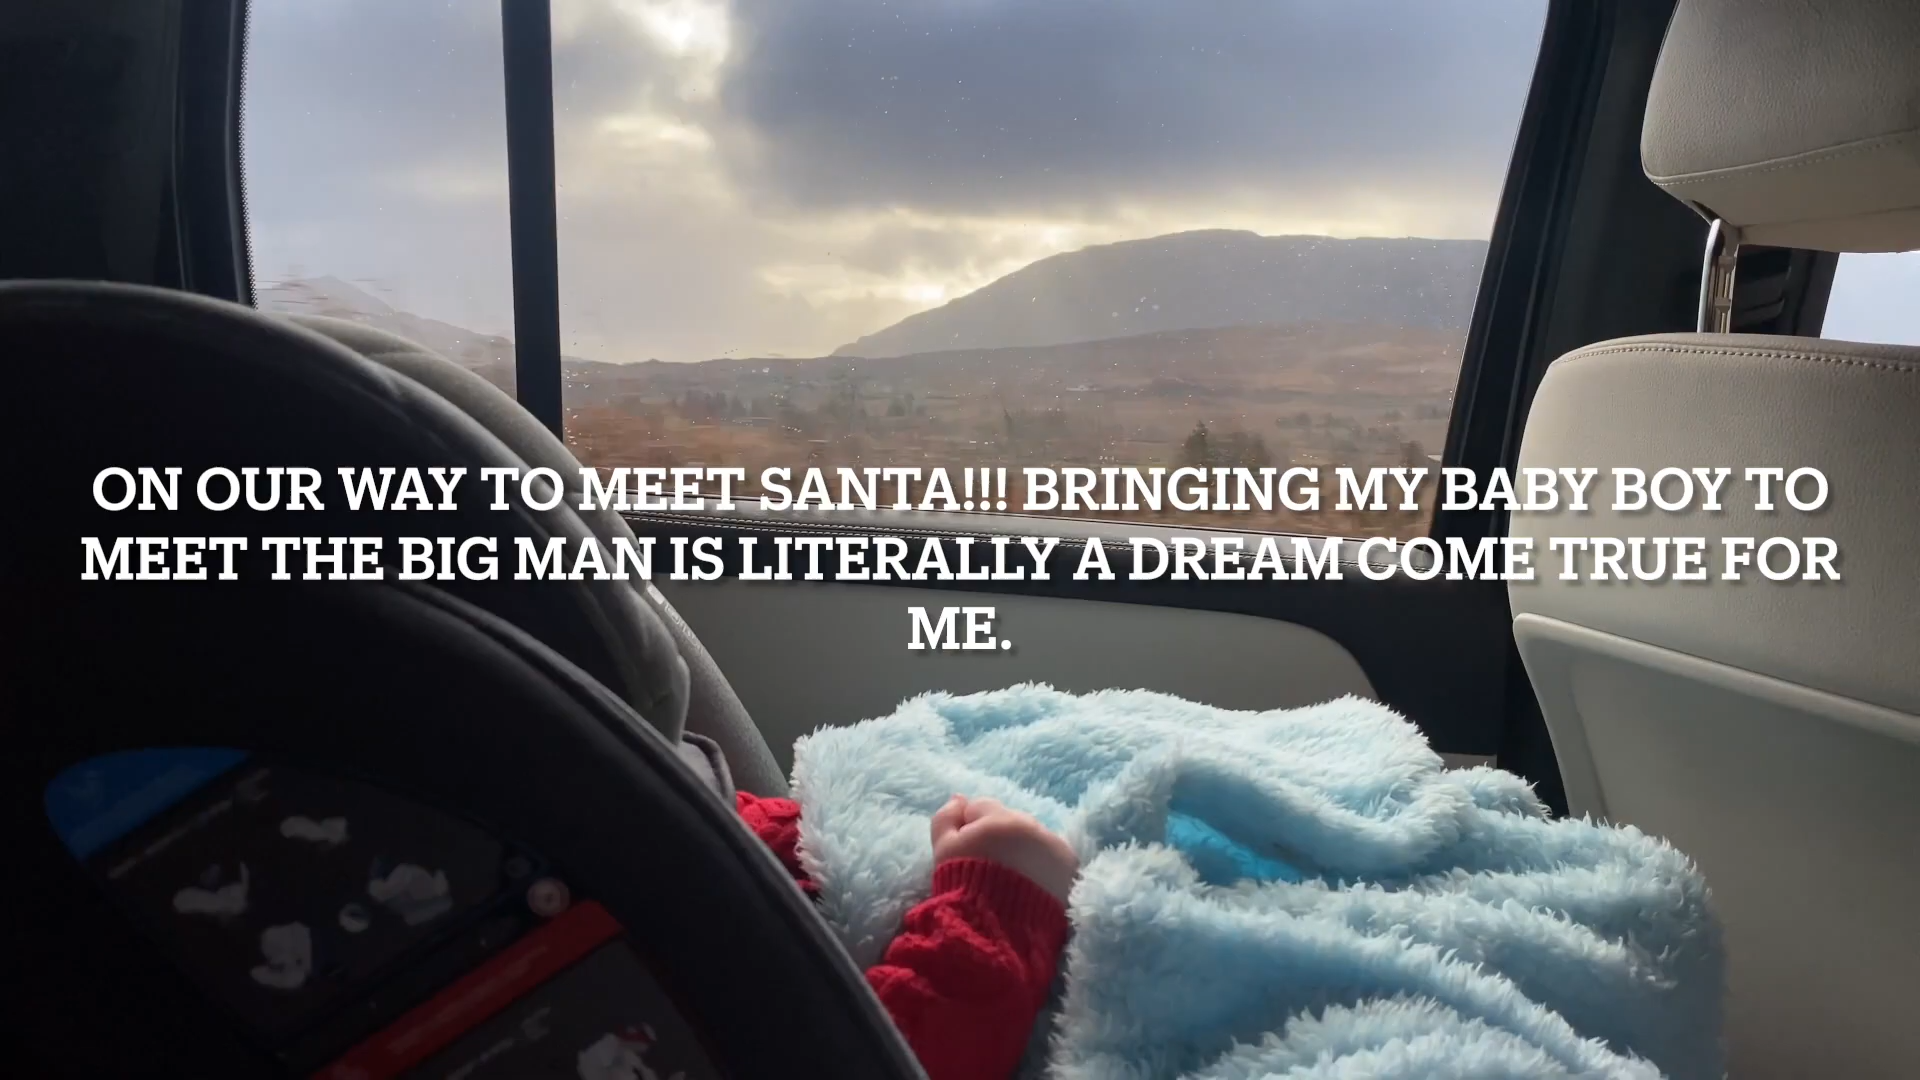 ON OUR WAY TO MEET SANTA!!! BRINGING MY BABY BOY TO
MEET THE BIG MAN IS LITERALLY A DREAM COME TRUE FOR
ME.